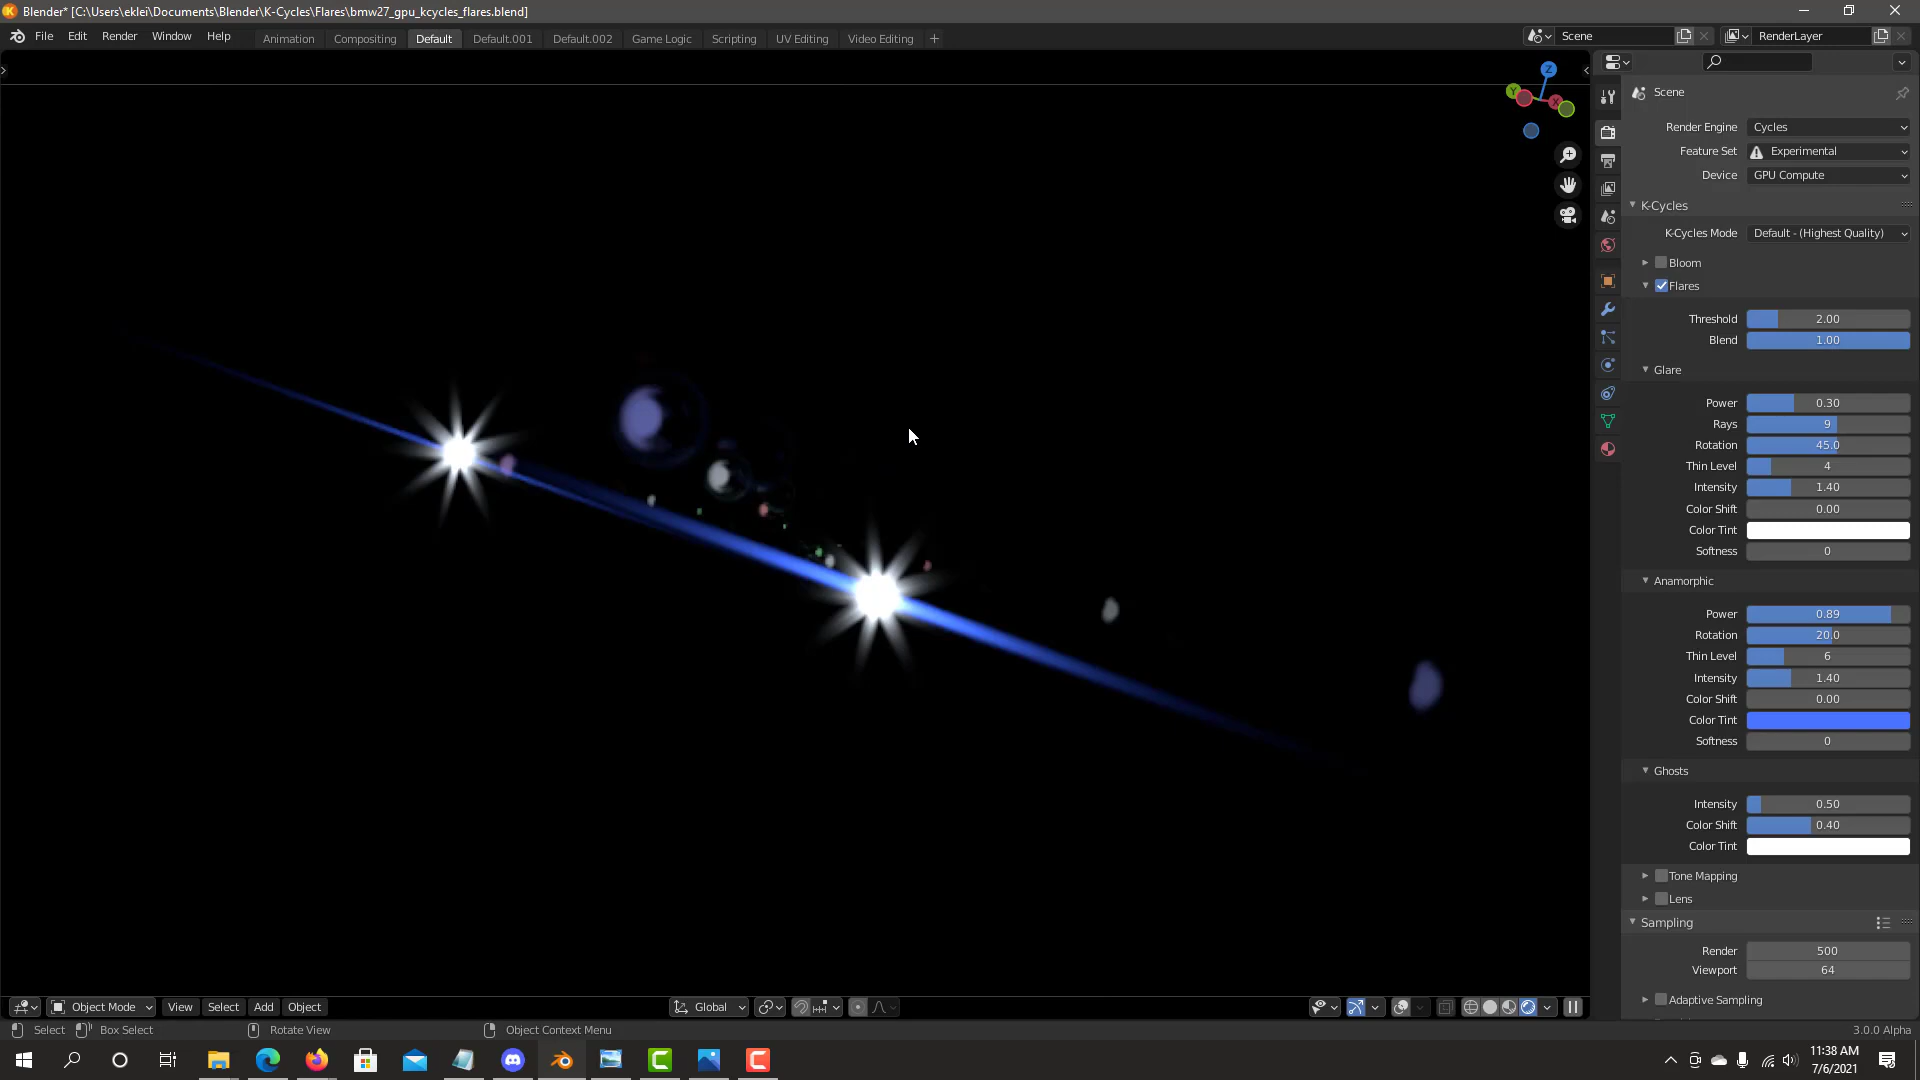 Blender* [C:\Users\eklei\Documents\Blender\K-Cycles\Flares\bmw27_gpu_kcycles_flares.blend]
File Edit Render Window Help Animation Compositing Default Default.001 Default.002 Game Logic Scripting UV Editing Video Editing + Scene RenderLayer
Scene
Render Engine Cycles
Feature Set Experimental
Device GPU Compute
K-Cycles
K-Cycles Mode Default - (Highest Quality)
Bloom
Flares
Threshold 2.00
Blend 1.00
Glare
Power 0.30
Rays 9
Rotation 45.0
Thin Level 4
Intensity 1.40
Color Shift 0.00
Color Tint
Softness 0
Anamorphic
Power 0.89
Rotation 20.0
Thin Level 6
Intensity 1.40
Color Shift 0.00
Color Tint
Softness 0
Ghosts
Intensity 0.50
Color Shift 0.40
Color Tint
Tone Mapping
Lens
Sampling
Render 500
Viewport 64
Adaptive Sampling
Z
Y
X
Object Mode View Select Add Object Global
Select Box Select Rotate View Object Context Menu 3.0.0 Alpha
11:38 AM
7/6/2021